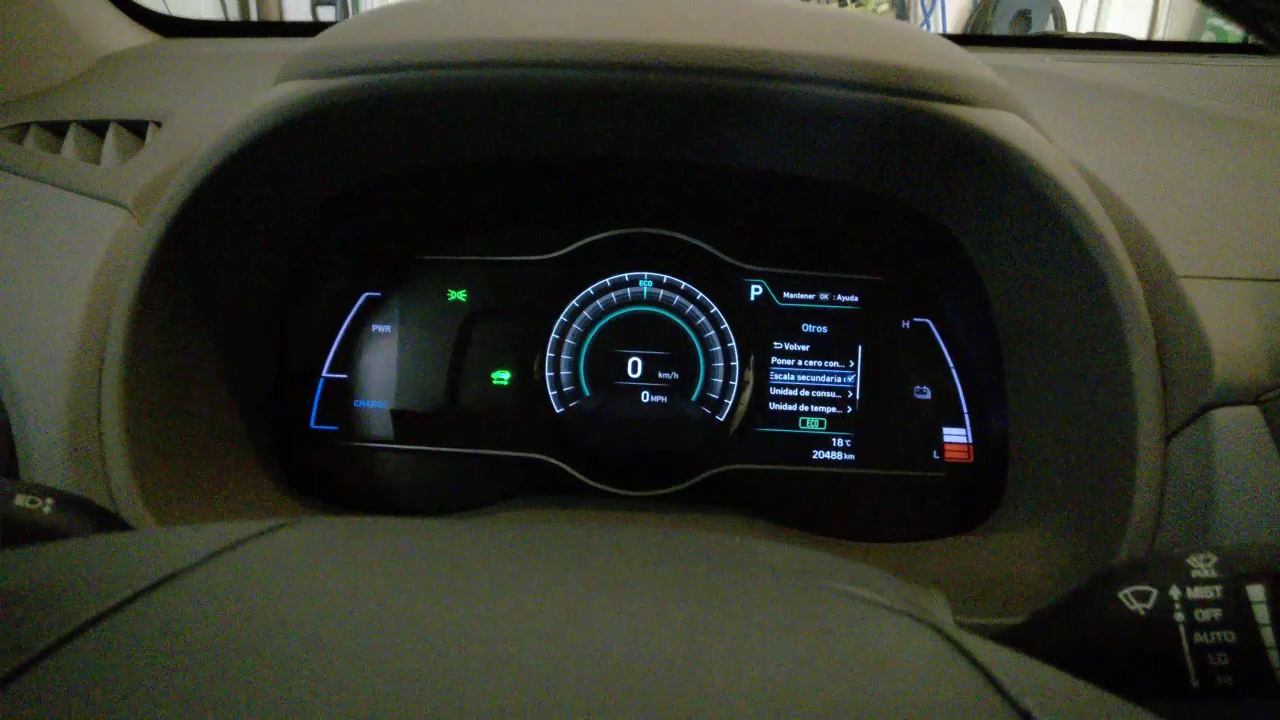 ECO
P
Mantener OK : Ayuda
PWR
Otros
H
Volver
Poner a cero con...
0 km/h
Escala secundaria
Unidad de consu...
0 MPH
CHARGE
Unidad de tempe...
ECO
18 °C
20488 km
L
MIST
OFF
AUTO
LO